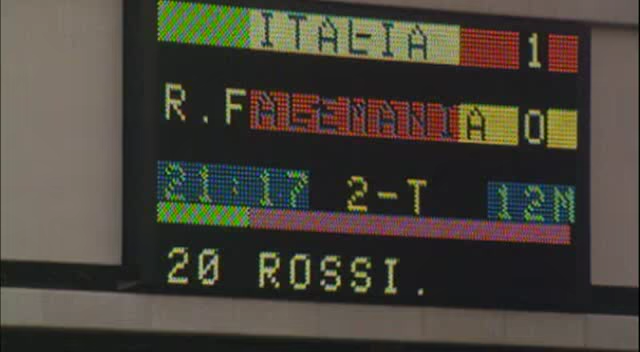 ITALIA 1
R.F ALEMANIA 0
21:17 2-T 12M
20 ROSSI.